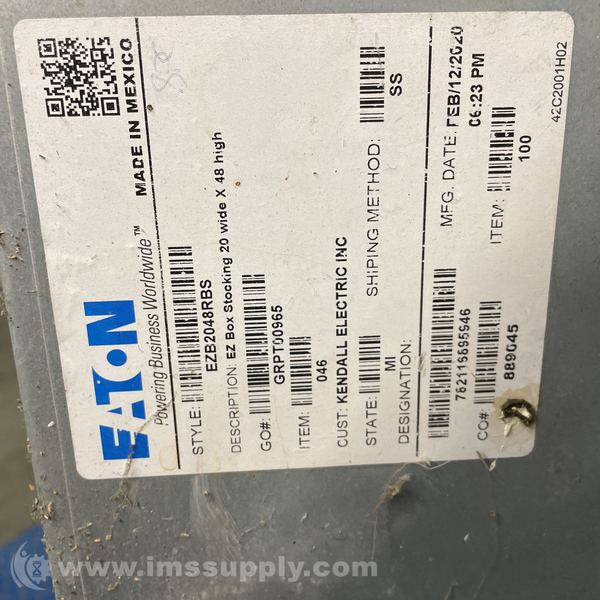 EATON
Powering Business Worldwide™
MADE IN MEXICO
STYLE:
EZB2048RBS
DESCRIPTION: EZ Box Stocking 20 wide X 48 high
GO#:
GRPT00965
ITEM:
046
CUST: KENDALL ELECTRIC INC
STATE:
MI
SHIPING METHOD:
SS
DESIGNATION:
MFG. DATE: FEB/12/2020
06:23 PM
CO#:
889045
ITEM:
100
42C2001H02
www.imssupply.com